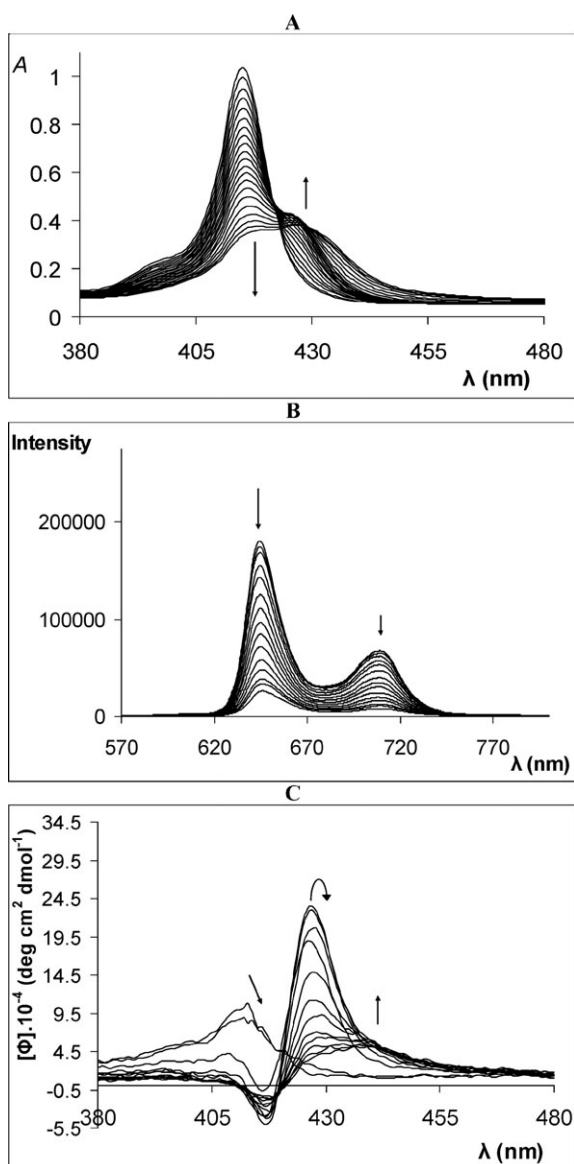 A
A
1
0.8
0.6
0.4
0.2
0
380 405 430 455 480
λ (nm)
B
Intensity
200000
100000
0
570 620 670 720 770
λ (nm)
C
[Φ].10⁻⁴ (deg cm² dmol⁻¹)
34.5
29.5
24.5
19.5
14.5
9.5
4.5
-0.5
-5.5
380 405 430 455 480
λ (nm)